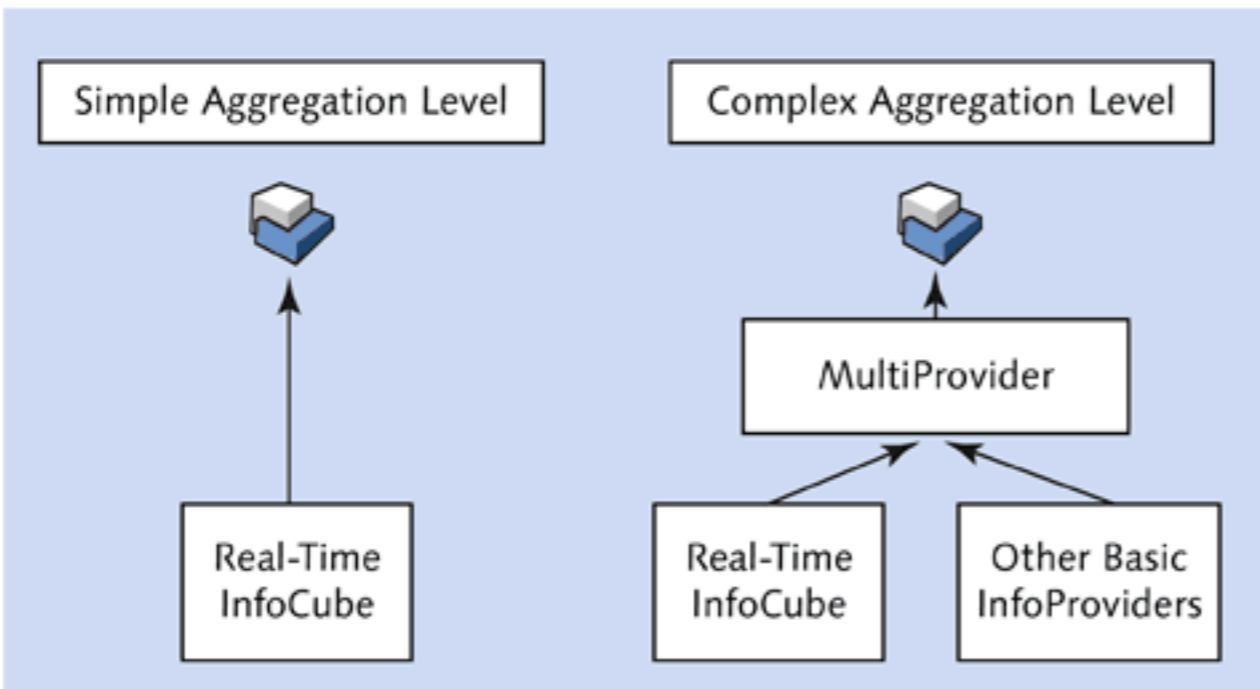 Simple Aggregation Level
Complex Aggregation Level
MultiProvider
Real-Time
InfoCube
Real-Time
InfoCube
Other Basic
InfoProviders